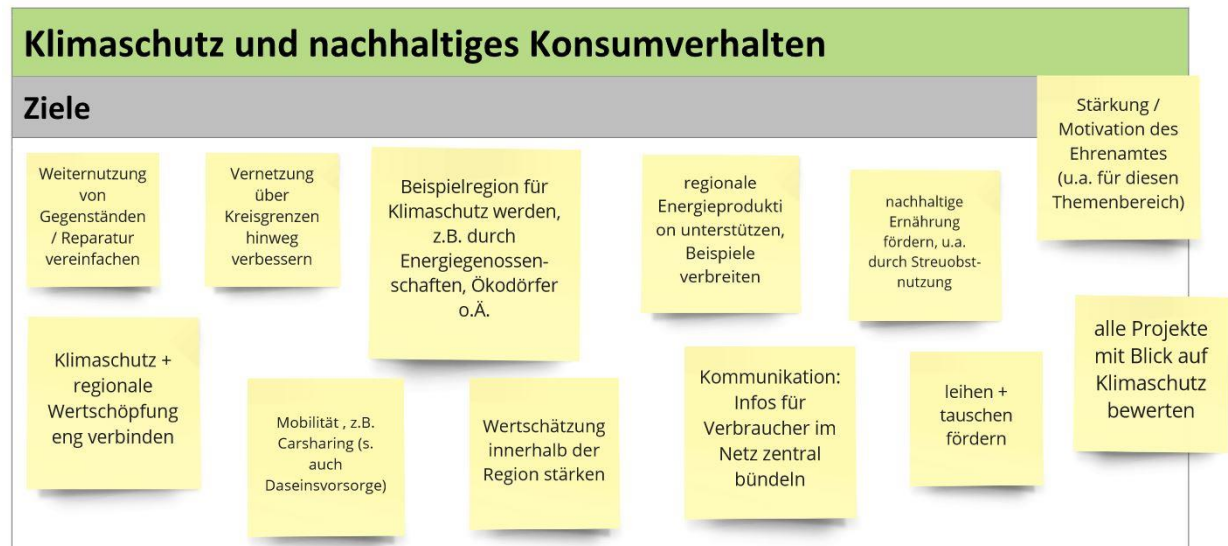 Klimaschutz und nachhaltiges Konsumverhalten
Ziele
Stärkung /
Motivation des
Ehrenamtes
(u.a. für diesen
Themenbereich)
Weiternutzung
von
Gegenständen
/ Reparatur
vereinfachen
Vernetzung
über
Kreisgrenzen
hinweg
verbessern
Beispielregion für
Klimaschutz werden,
z.B. durch
Energiegenossen-
schaften, Ökodörfer
o.Ä.
regionale
Energieprodukti
on unterstützen,
Beispiele
verbreiten
nachhaltige
Ernährung
fördern, u.a.
durch Streuobst-
nutzung
Klimaschutz +
regionale
Wertschöpfung
eng verbinden
Mobilität , z.B.
Carsharing (s.
auch
Daseinsvorsorge)
Wertschätzung
innerhalb der
Region stärken
Kommunikation:
Infos für
Verbraucher im
Netz zentral
bündeln
leihen +
tauschen
fördern
alle Projekte
mit Blick auf
Klimaschutz
bewerten